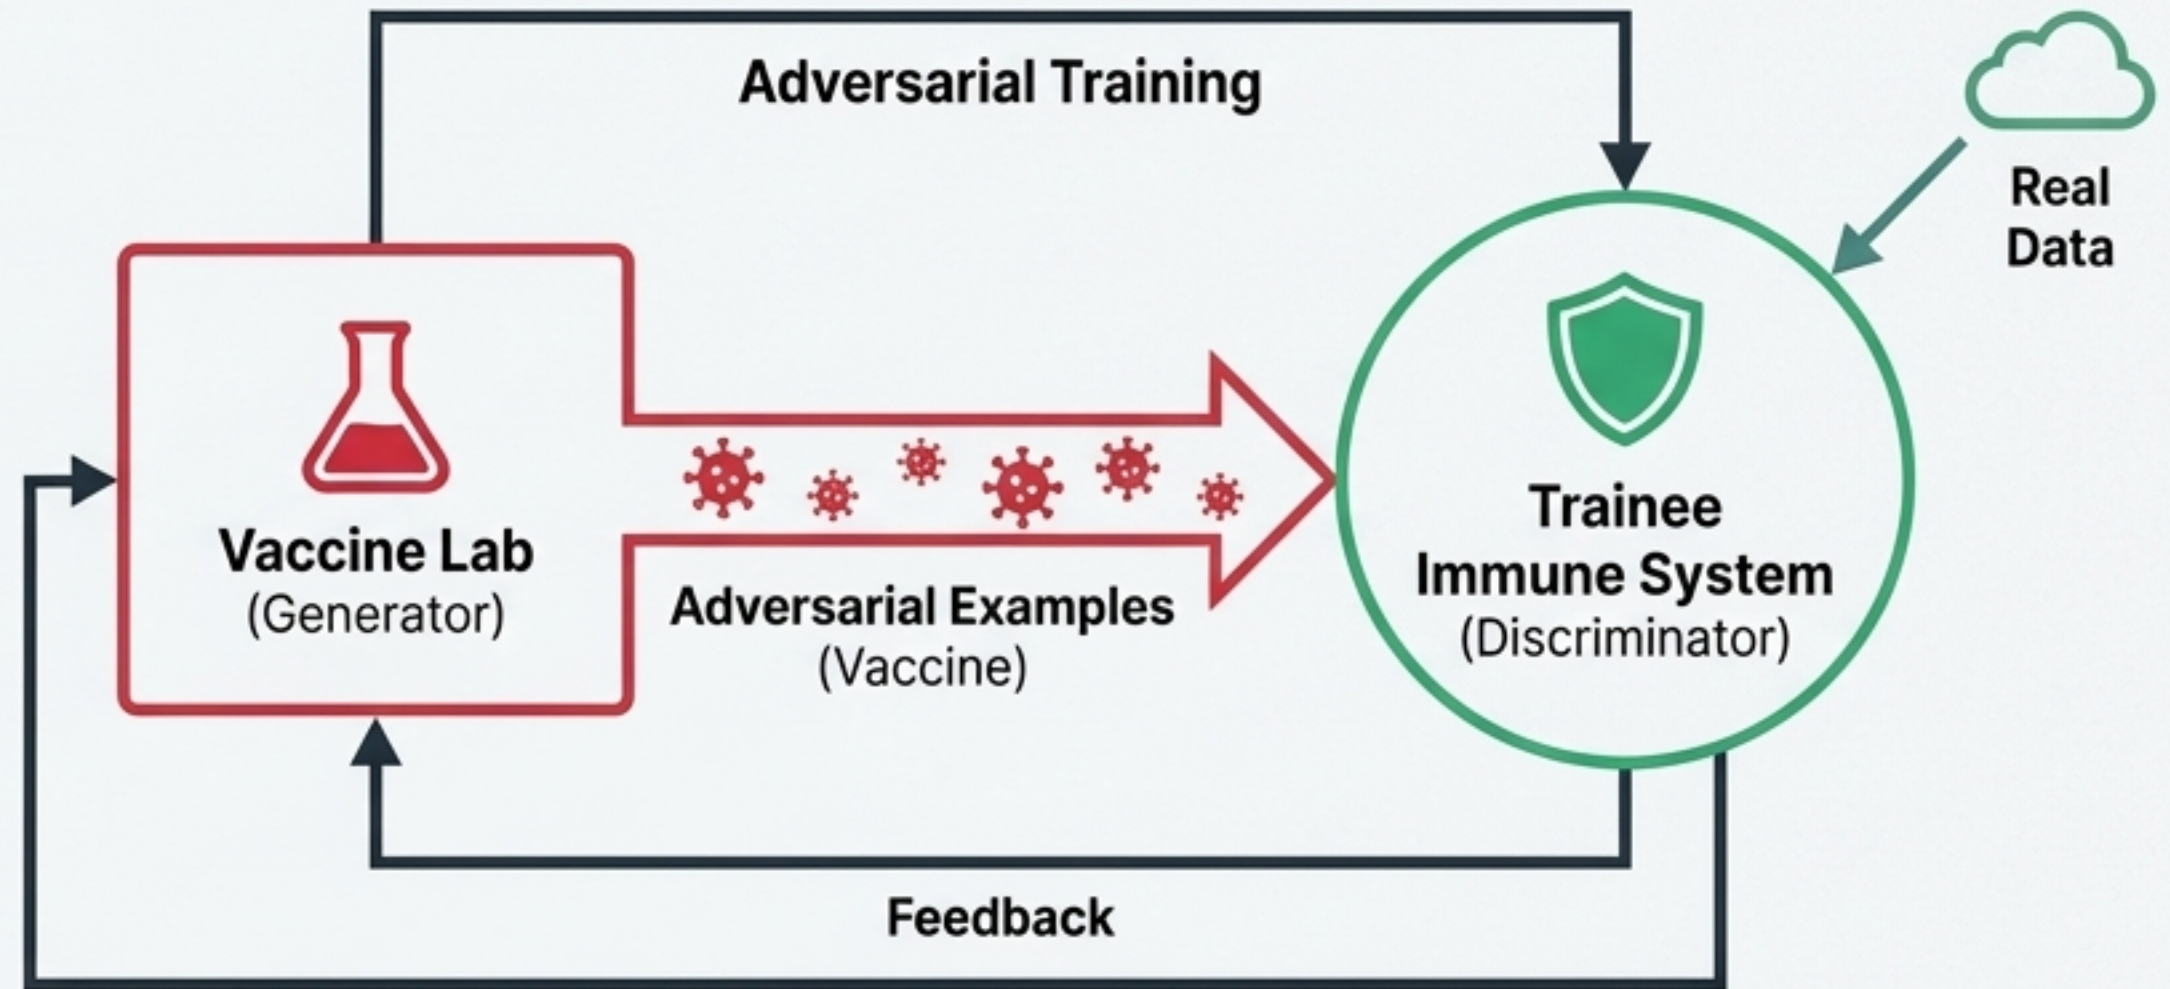 Adversarial Training
Real
Data
Vaccine Lab
(Generator)
Adversarial Examples
(Vaccine)
Trainee
Immune System
(Discriminator)
Feedback